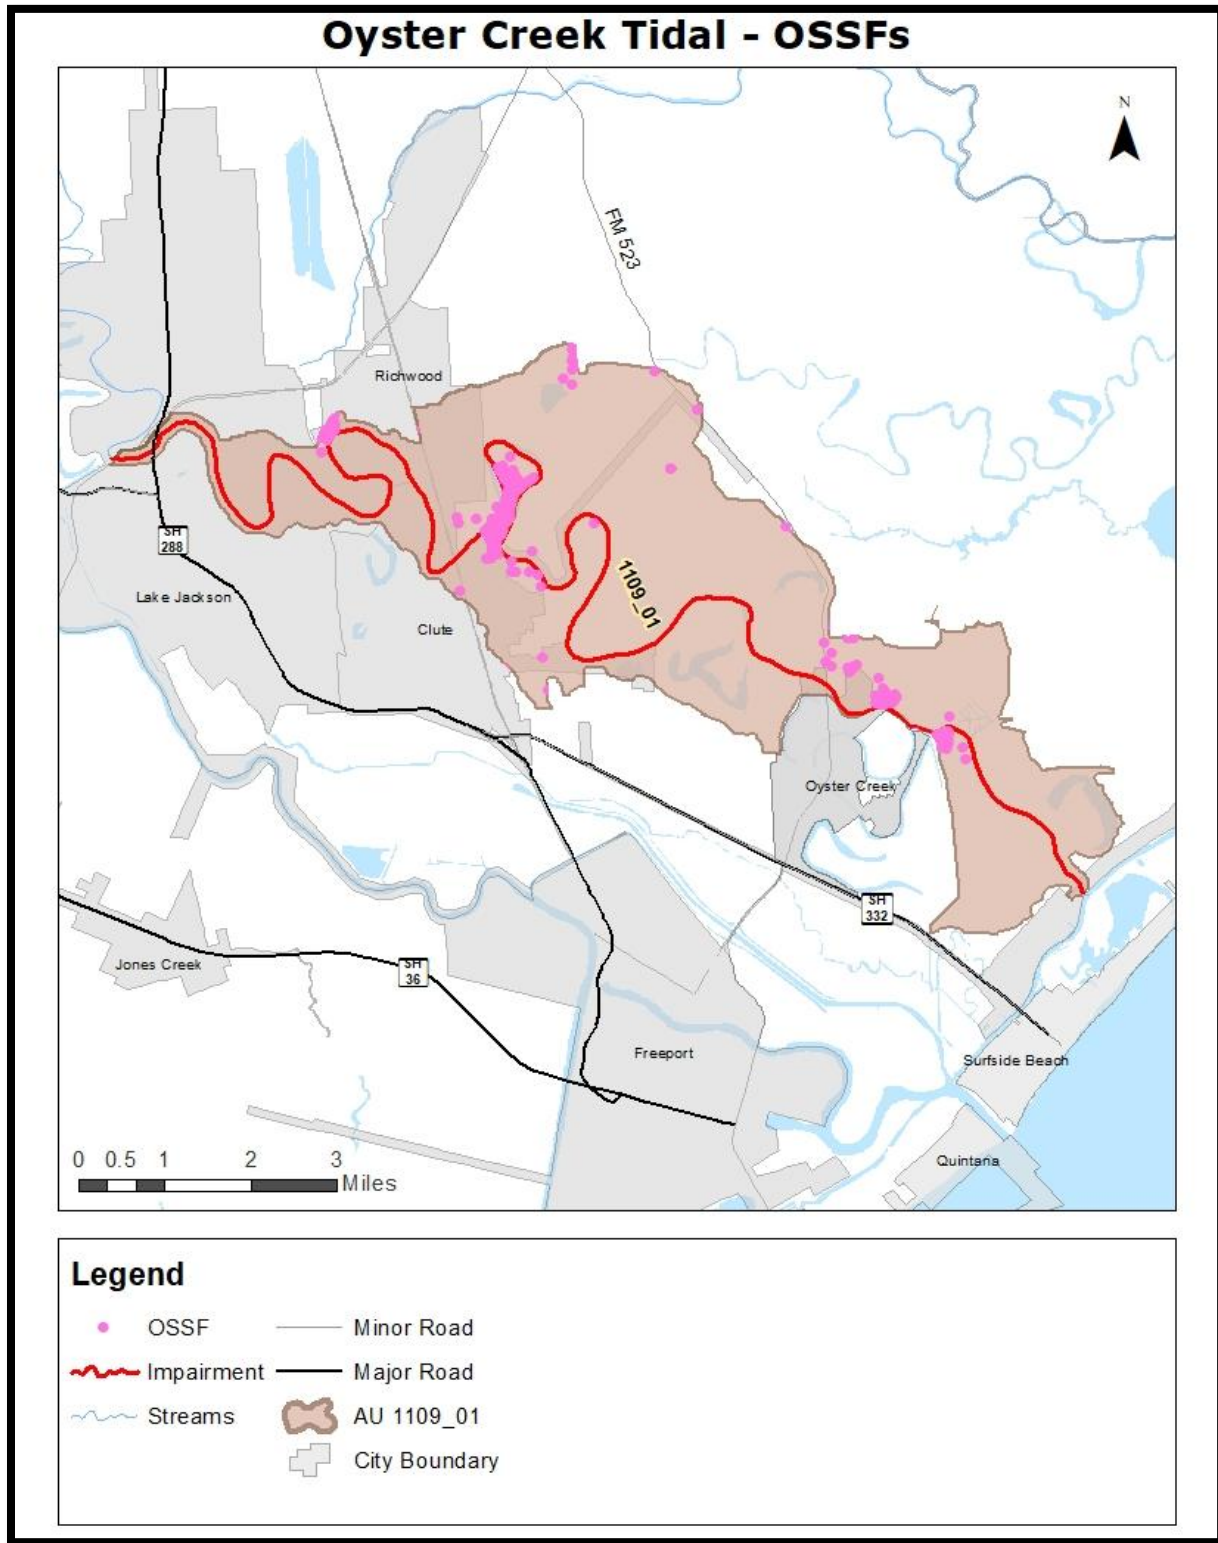 Oyster Creek Tidal - OSSFs
N
FM 523
Richwood
SH
288
1109_01
Lake Jackson
Clute
Oyster Creek
SH
332
Jones Creek
SH
36
Freeport
Surfside Beach
Quintana
0 0.5 1 2 3
Miles
Legend
OSSF
Minor Road
Impairment
Major Road
Streams
AU 1109_01
City Boundary